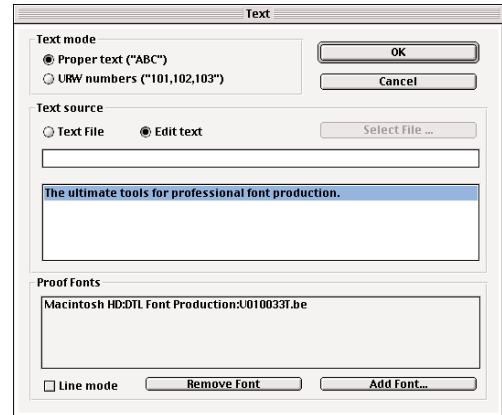 Text
Text mode
Proper text ("ABC")
URW numbers ("101,102,103")
OK
Cancel
Text source
Text File
Edit text
Select File ...
The ultimate tools for professional font production.
Proof Fonts
Macintosh HD:DTL Font Production:U010033T.be
Line mode
Remove Font
Add Font...